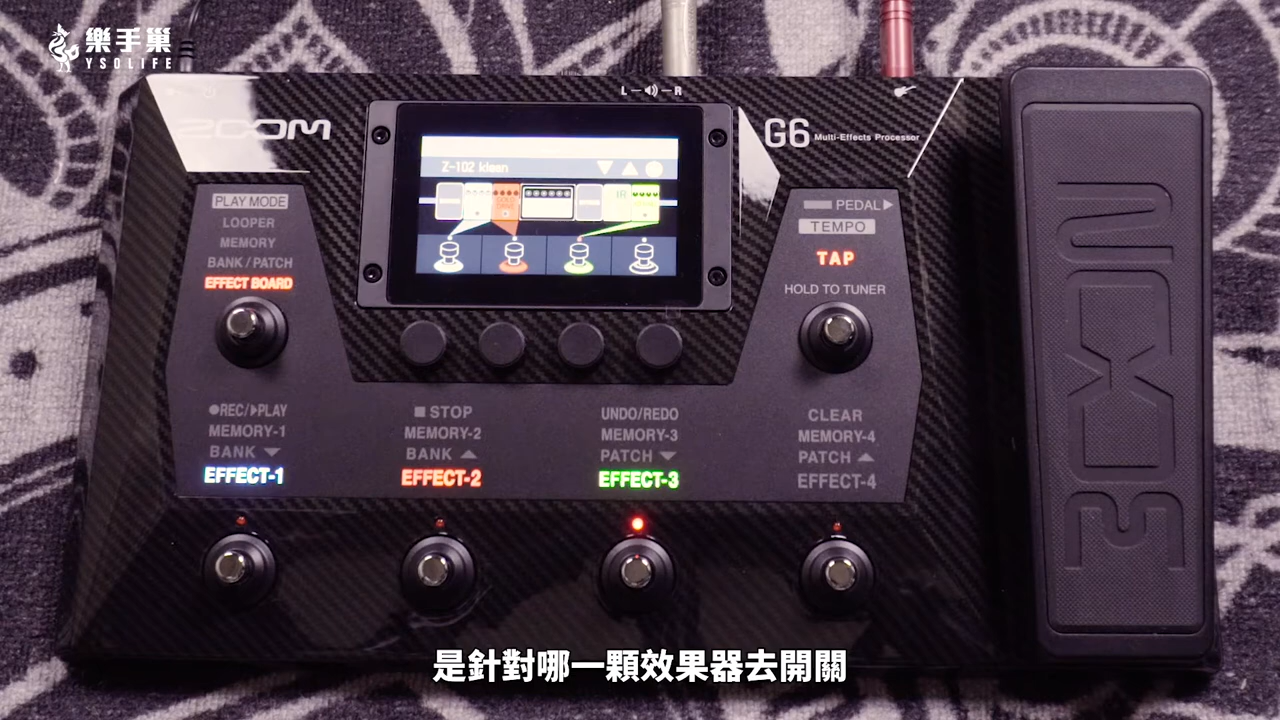 樂手巢
YSOLIFE
L R
ZOOM
G6 Multi-Effects Processor
Z-102 kleen
IR
PLAY MODE
LOOPER
MEMORY
BANK / PATCH
EFFECT BOARD
PEDAL
TEMPO
TAP
HOLD TO TUNER
REC/PLAY
MEMORY-1
BANK
EFFECT-1
STOP
MEMORY-2
BANK
EFFECT-2
UNDO/REDO
MEMORY-3
PATCH
EFFECT-3
CLEAR
MEMORY-4
PATCH
EFFECT-4
ZOOM
是針對哪一顆效果器去開關